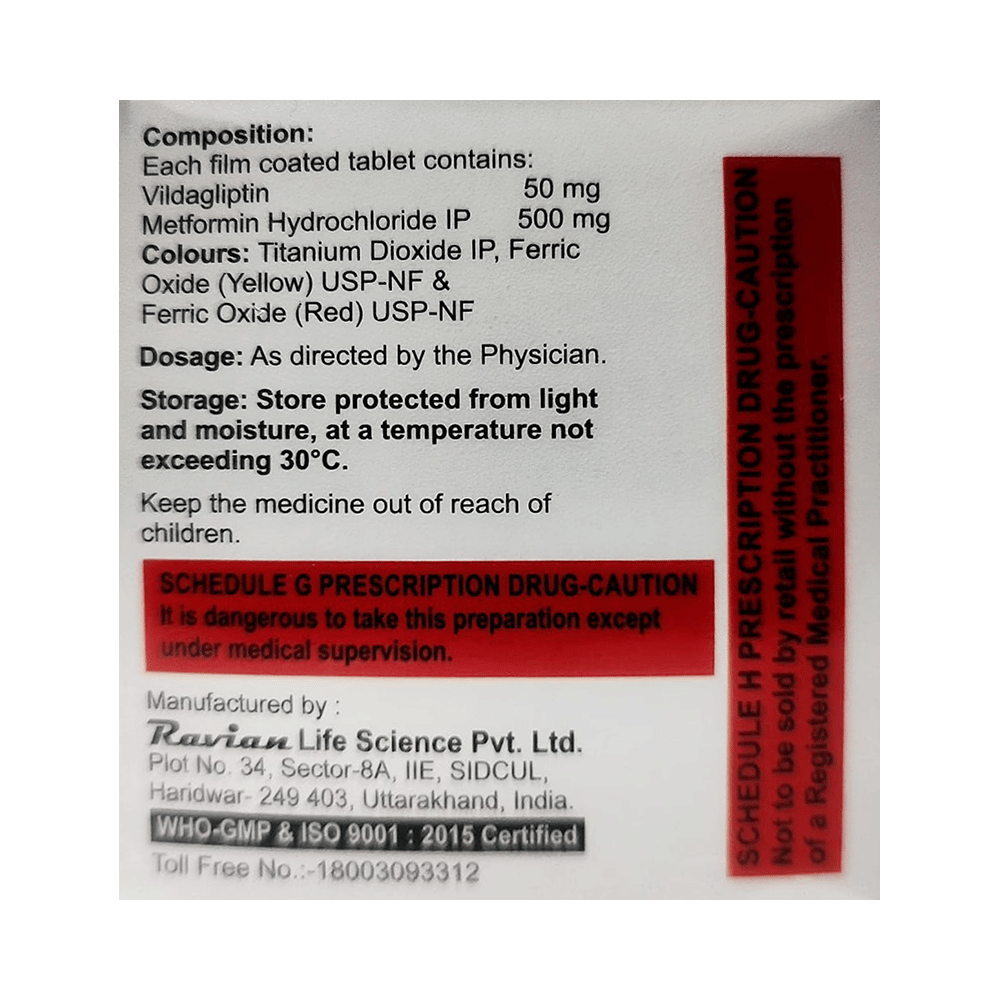 Composition:
Each film coated tablet contains:
Vildagliptin 50 mg
Metformin Hydrochloride IP 500 mg
Colours: Titanium Dioxide IP, Ferric
Oxide (Yellow) USP-NF &
Ferric Oxide (Red) USP-NF
Dosage: As directed by the Physician.
Storage: Store protected from light
and moisture, at a temperature not
exceeding 30°C.
Keep the medicine out of reach of
children.
SCHEDULE G PRESCRIPTION DRUG-CAUTION
It is dangerous to take this preparation except
under medical supervision.
Manufactured by :
Ravian Life Science Pvt. Ltd.
Plot No. 34, Sector-8A, IIE, SIDCUL,
Haridwar- 249 403, Uttarakhand, India.
WHO-GMP & ISO 9001 : 2015 Certified
Toll Free No.:-18003093312
SCHEDULE H PRESCRIPTION DRUG-CAUTION
Not to be sold by retail without the prescription
of a Registered Medical Practitioner.